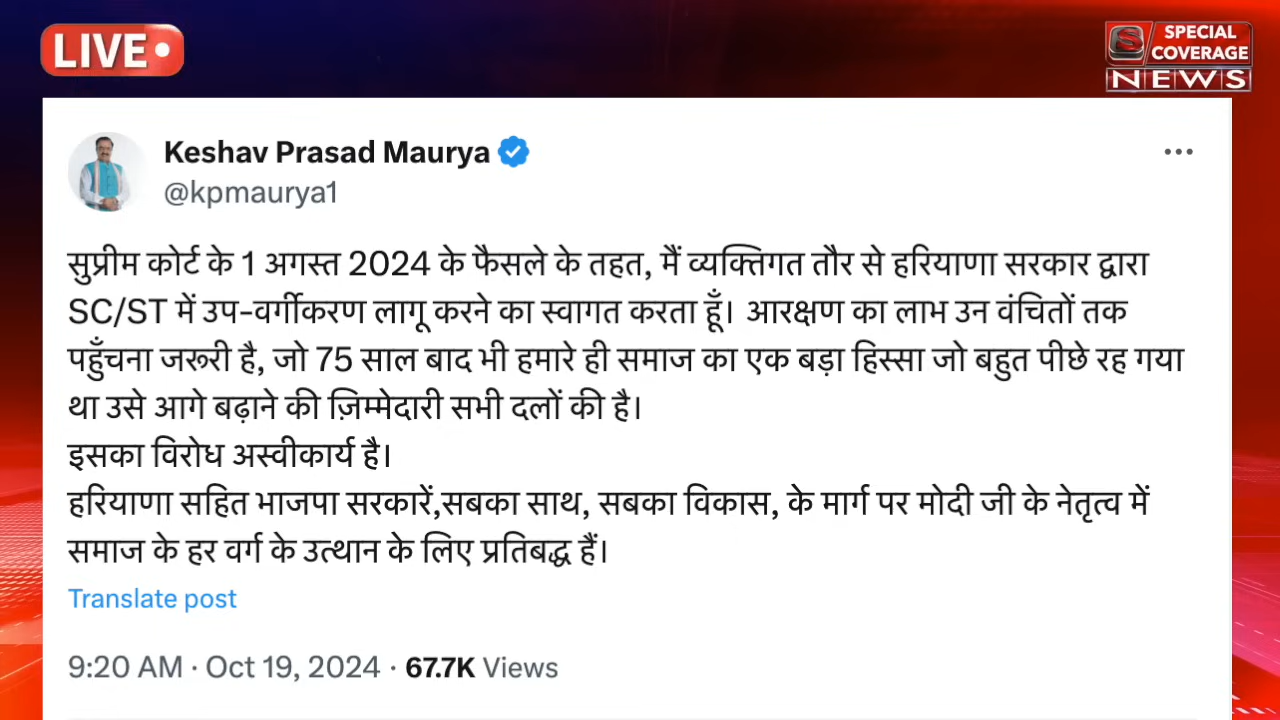 LIVE
SPECIAL
COVERAGE
NEWS
Keshav Prasad Maurya
@kpmaurya1
सुप्रीम कोर्ट के 1 अगस्त 2024 के फैसले के तहत, मैं व्यक्तिगत तौर से हरियाणा सरकार द्वारा
SC/ST में उप-वर्गीकरण लागू करने का स्वागत करता हूँ। आरक्षण का लाभ उन वंचितों तक
पहुँचना जरूरी है, जो 75 साल बाद भी हमारे ही समाज का एक बड़ा हिस्सा जो बहुत पीछे रह गया
था उसे आगे बढ़ाने की ज़िम्मेदारी सभी दलों की है।
इसका विरोध अस्वीकार्य है।
हरियाणा सहित भाजपा सरकारें,सबका साथ, सबका विकास, के मार्ग पर मोदी जी के नेतृत्व में
समाज के हर वर्ग के उत्थान के लिए प्रतिबद्ध हैं।
Translate post
9:20 AM · Oct 19, 2024 · 67.7K Views